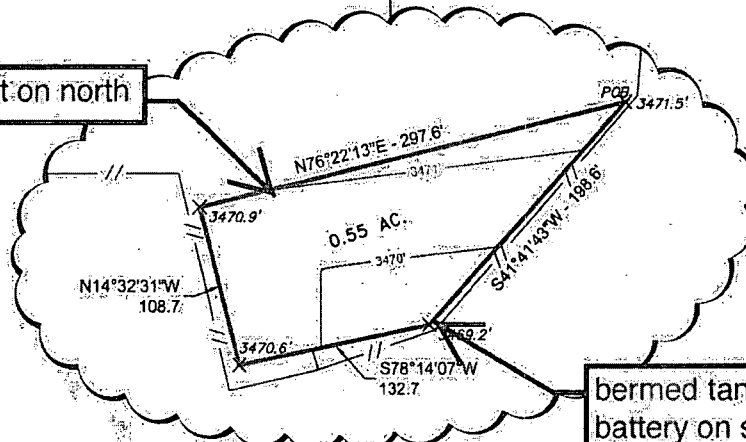 t on north
POB
3471.5'
N76°22'13"E - 297.6'
3471'
3470.9'
0.55 AC.
3470'
S41°41'43"W - 198.6'
N14°32'31"W
108.7
3470.6'
3469.2'
S78°14'07"W
132.7
bermed tan
battery on s